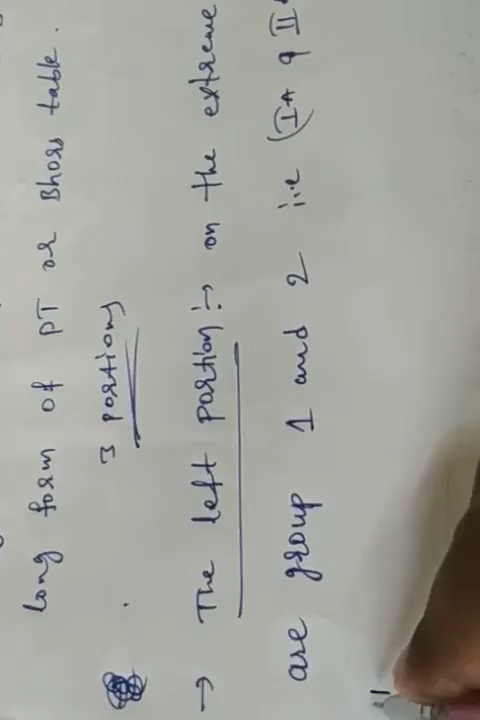 Long form of PT or Bhors table.
3 portions
→ The left portion :→ on the extreme
are group 1 and 2 i.e (IA & II